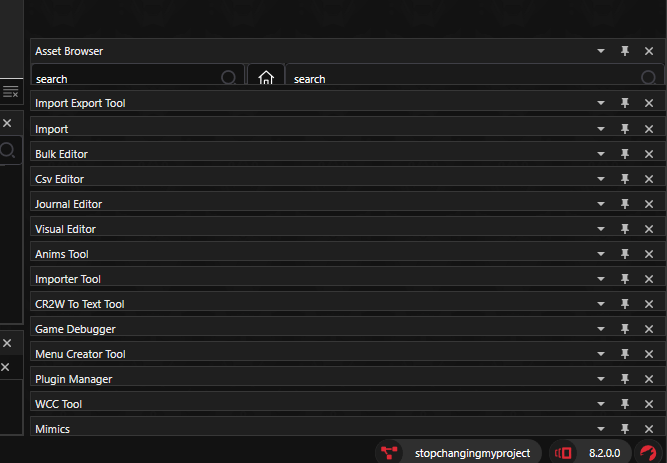 Asset Browser
search
search
Import Export Tool
Import
Bulk Editor
Csv Editor
Journal Editor
Visual Editor
Anims Tool
Importer Tool
CR2W To Text Tool
Game Debugger
Menu Creator Tool
Plugin Manager
WCC Tool
Mimics
stopchangingmyproject
8.2.0.0